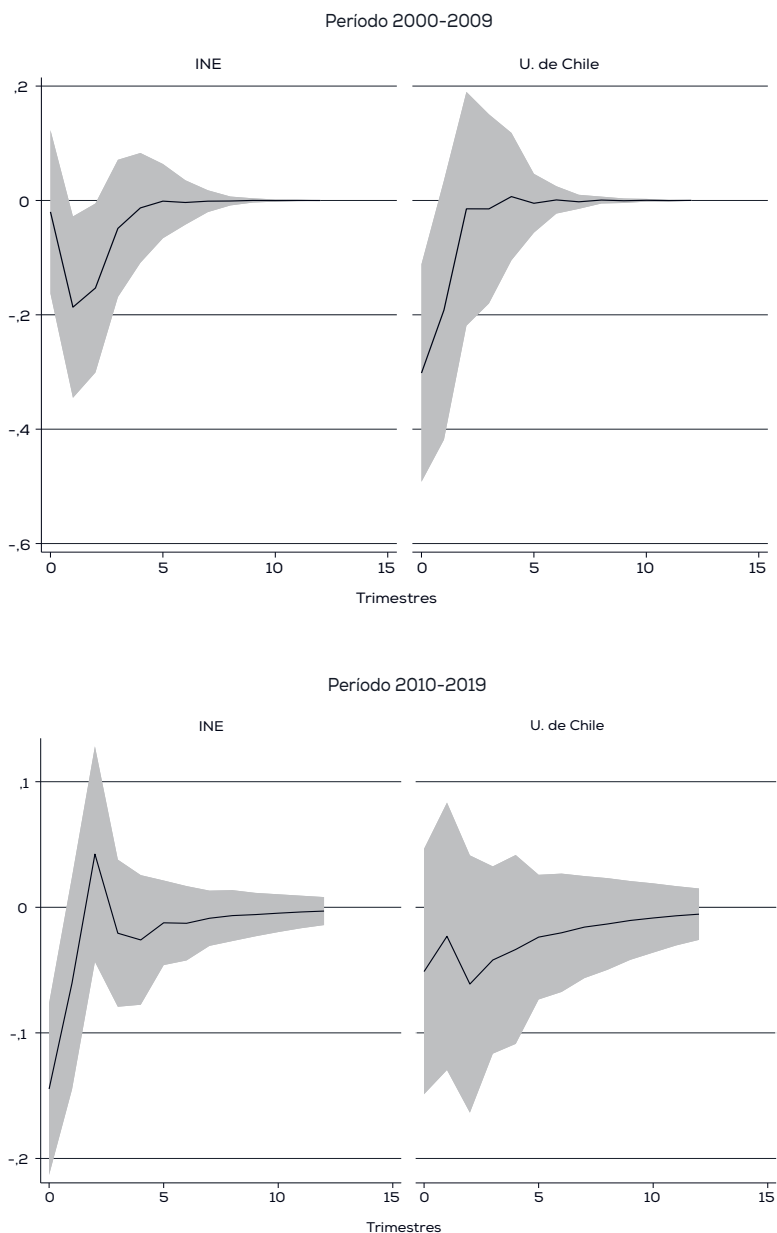 Período 2000-2009
INE
U. de Chile
,2
0
-,2
-,4
-,6
0 5 10 15
0 5 10 15
Trimestres
Período 2010-2019
INE
U. de Chile
,1
0
-,1
-,2
0 5 10 15
0 5 10 15
Trimestres